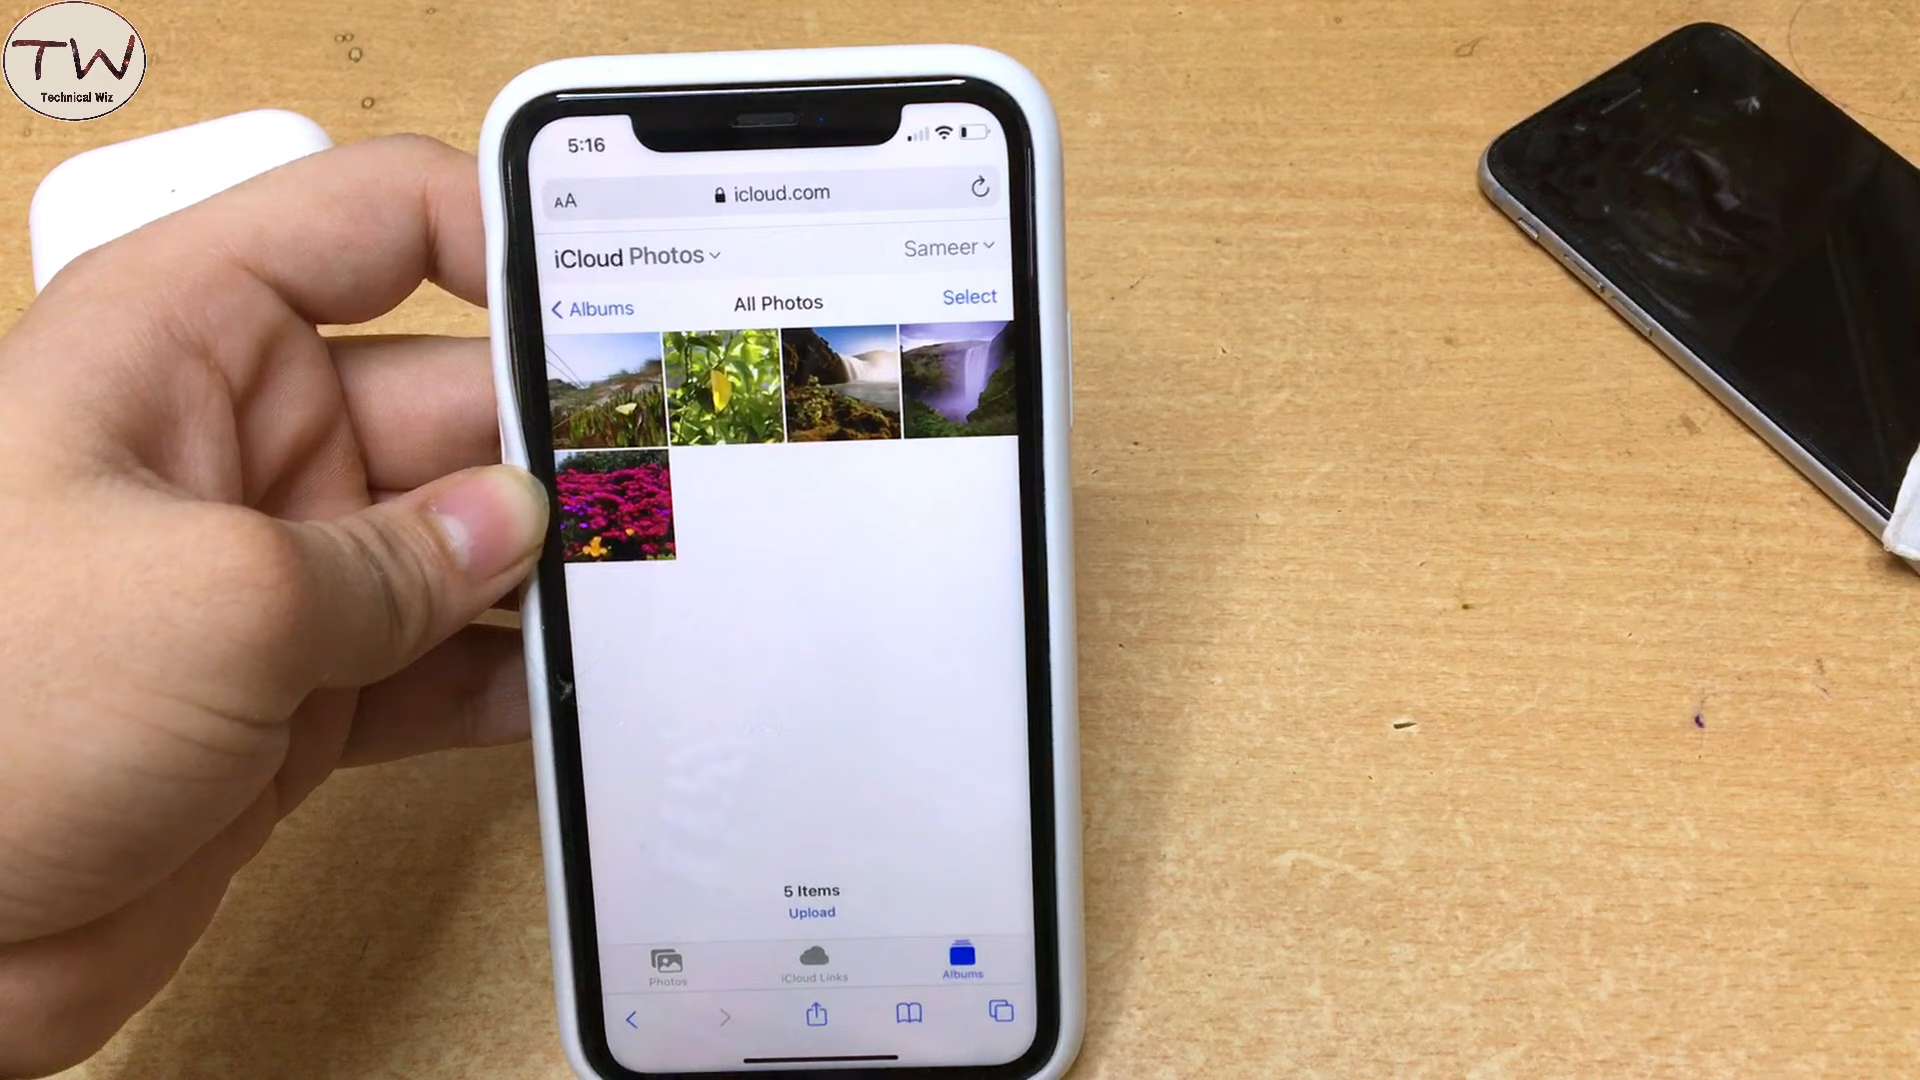 TW
Technical Wiz
5:16
AA
icloud.com
iCloud Photos
Sameer
Albums
All Photos
Select
5 Items
Upload
Photos
iCloud Links
Albums